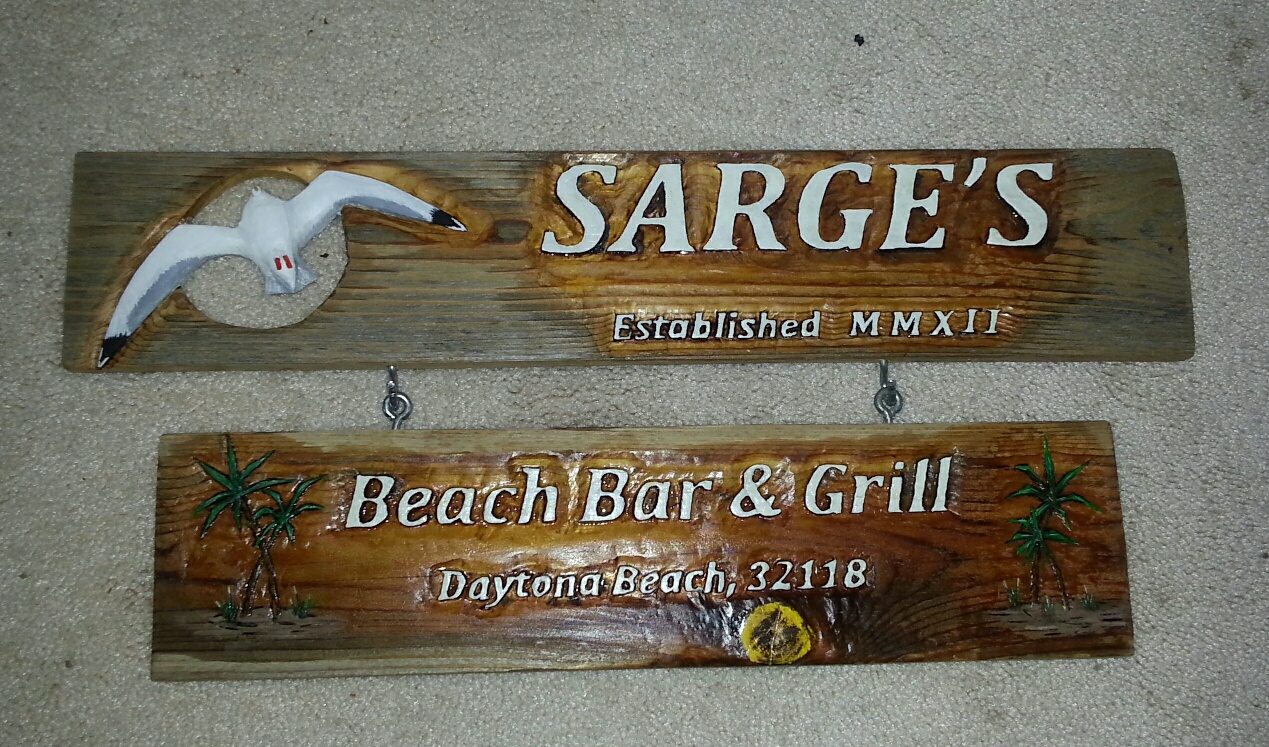 SARGE'S
Established MMXII
Beach Bar & Grill
Daytona Beach, 32118